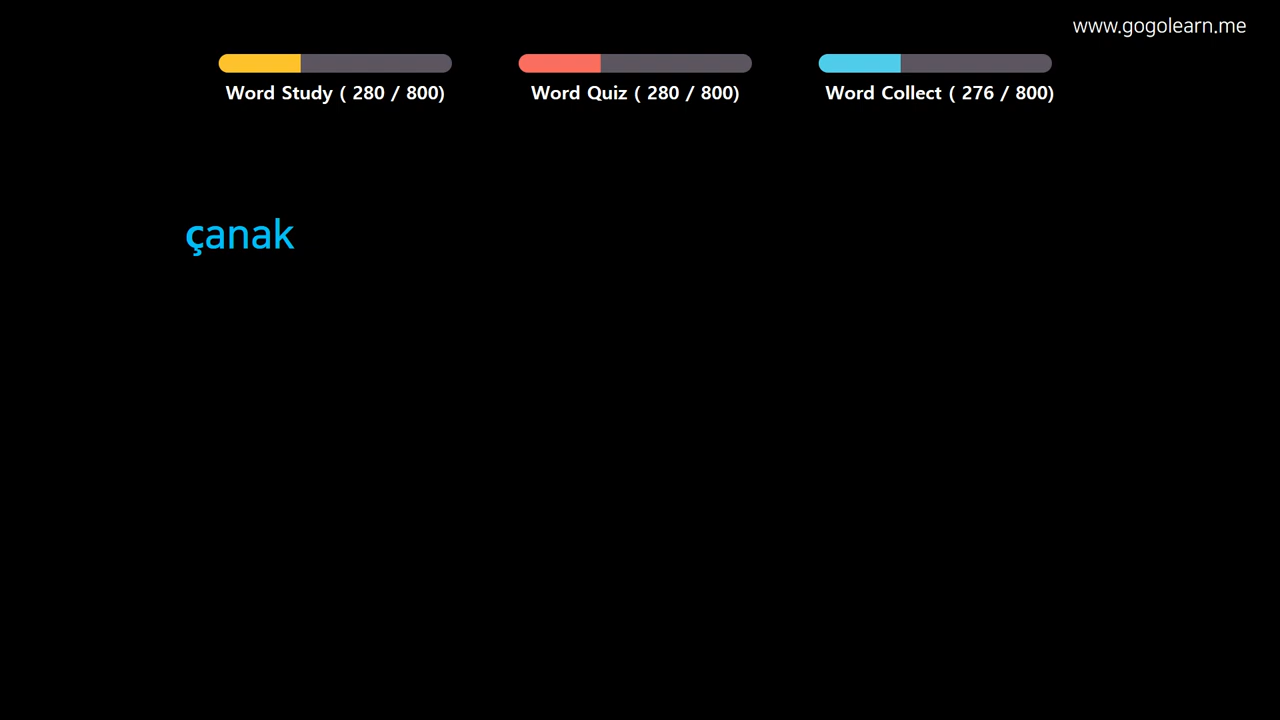 www.gogolearn.me
Word Study ( 280 / 800)
Word Quiz ( 280 / 800)
Word Collect ( 276 / 800)
çanak